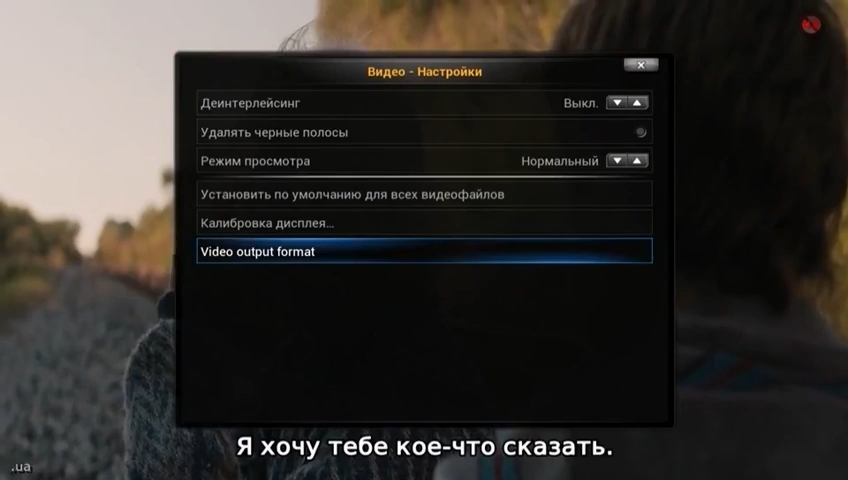 Видео - Настройки
Деинтерлейсинг Выкл.
Удалять черные полосы
Режим просмотра Нормальный
Установить по умолчанию для всех видеофайлов
Калибровка дисплея...
Video output format
Я хочу тебе кое-что сказать.
.ua